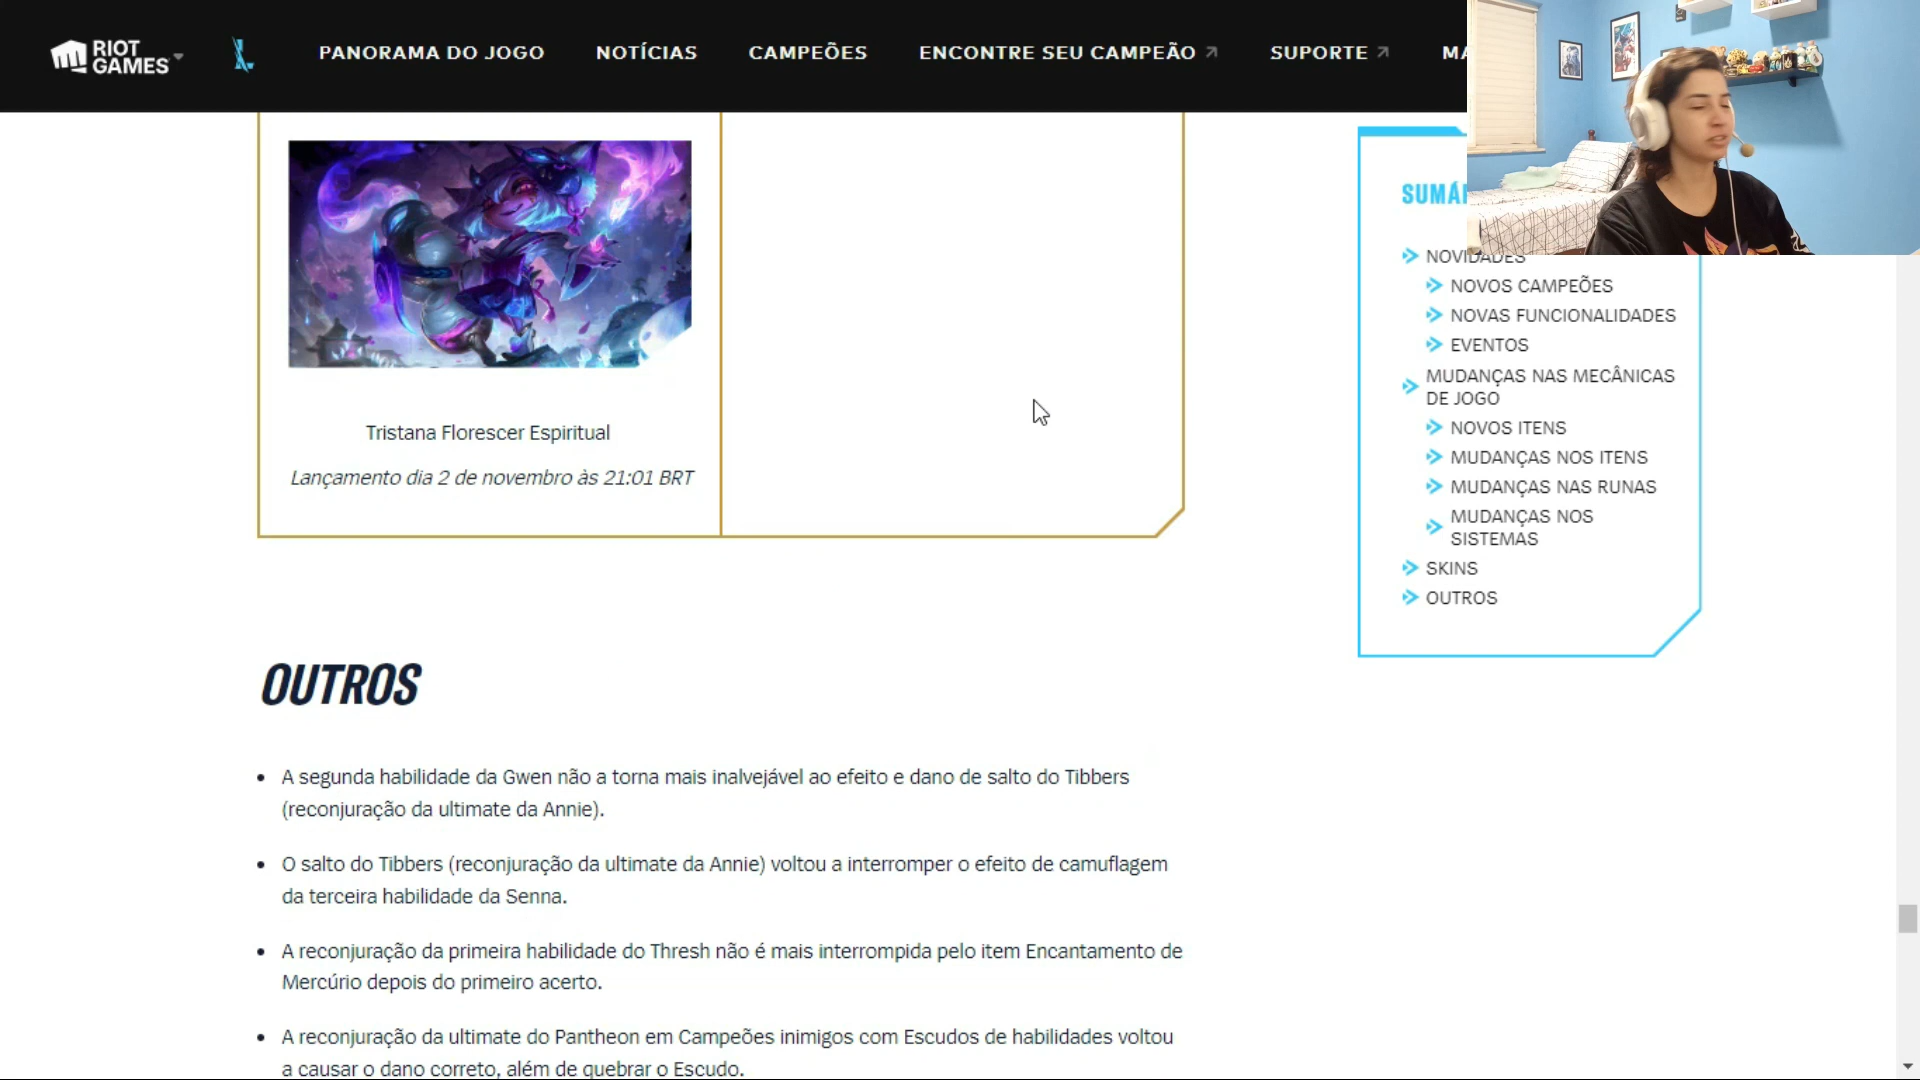 RIOT
GAMES
PANORAMA DO JOGO
NOTÍCIAS
CAMPEÕES
ENCONTRE SEU CAMPEÃO
SUPORTE
Tristana Florescer Espiritual
Lançamento dia 2 de novembro às 21:01 BRT
OUTROS
• A segunda habilidade da Gwen não a torna mais inalvejável ao efeito e dano de salto do Tibbers
(reconjuração da ultimate da Annie).
• O salto do Tibbers (reconjuração da ultimate da Annie) voltou a interromper o efeito de camuflagem
da terceira habilidade da Senna.
• A reconjuração da primeira habilidade do Thresh não é mais interrompida pelo item Encantamento de
Mercúrio depois do primeiro acerto.
• A reconjuração da ultimate do Pantheon em Campeões inimigos com Escudos de habilidades voltou
a causar o dano correto, além de quebrar o Escudo.
NOVIDADES
NOVOS CAMPEÕES
NOVAS FUNCIONALIDADES
EVENTOS
MUDANÇAS NAS MECÂNICAS
DE JOGO
NOVOS ITENS
MUDANÇAS NOS ITENS
MUDANÇAS NAS RUNAS
MUDANÇAS NOS
SISTEMAS
SKINS
OUTROS